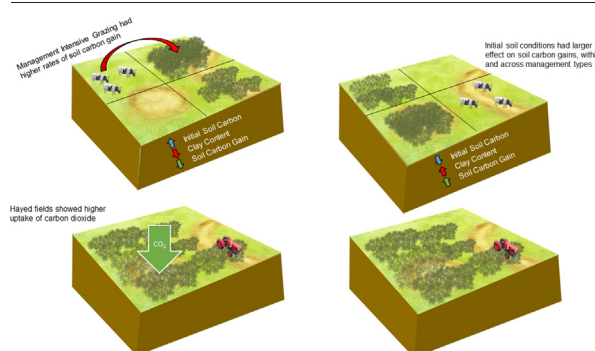 Management Intensive Grazing had
higher rates of soil carbon gain
Initial soil conditions had larger
effect on soil carbon gains, withi
and across management types
Initial Soil Carbon
Clay Content
Soil Carbon Gain
Initial Soil Carbon
Clay Content
Soil Carbon Gain
Hayed fields showed higher
uptake of carbon dioxide
CO₂